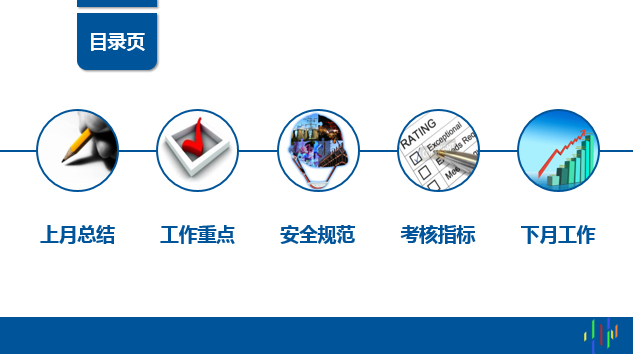 目录页
RATING
Exceptional
Exceeds Req
Me
上月总结
工作重点
安全规范
考核指标
下月工作